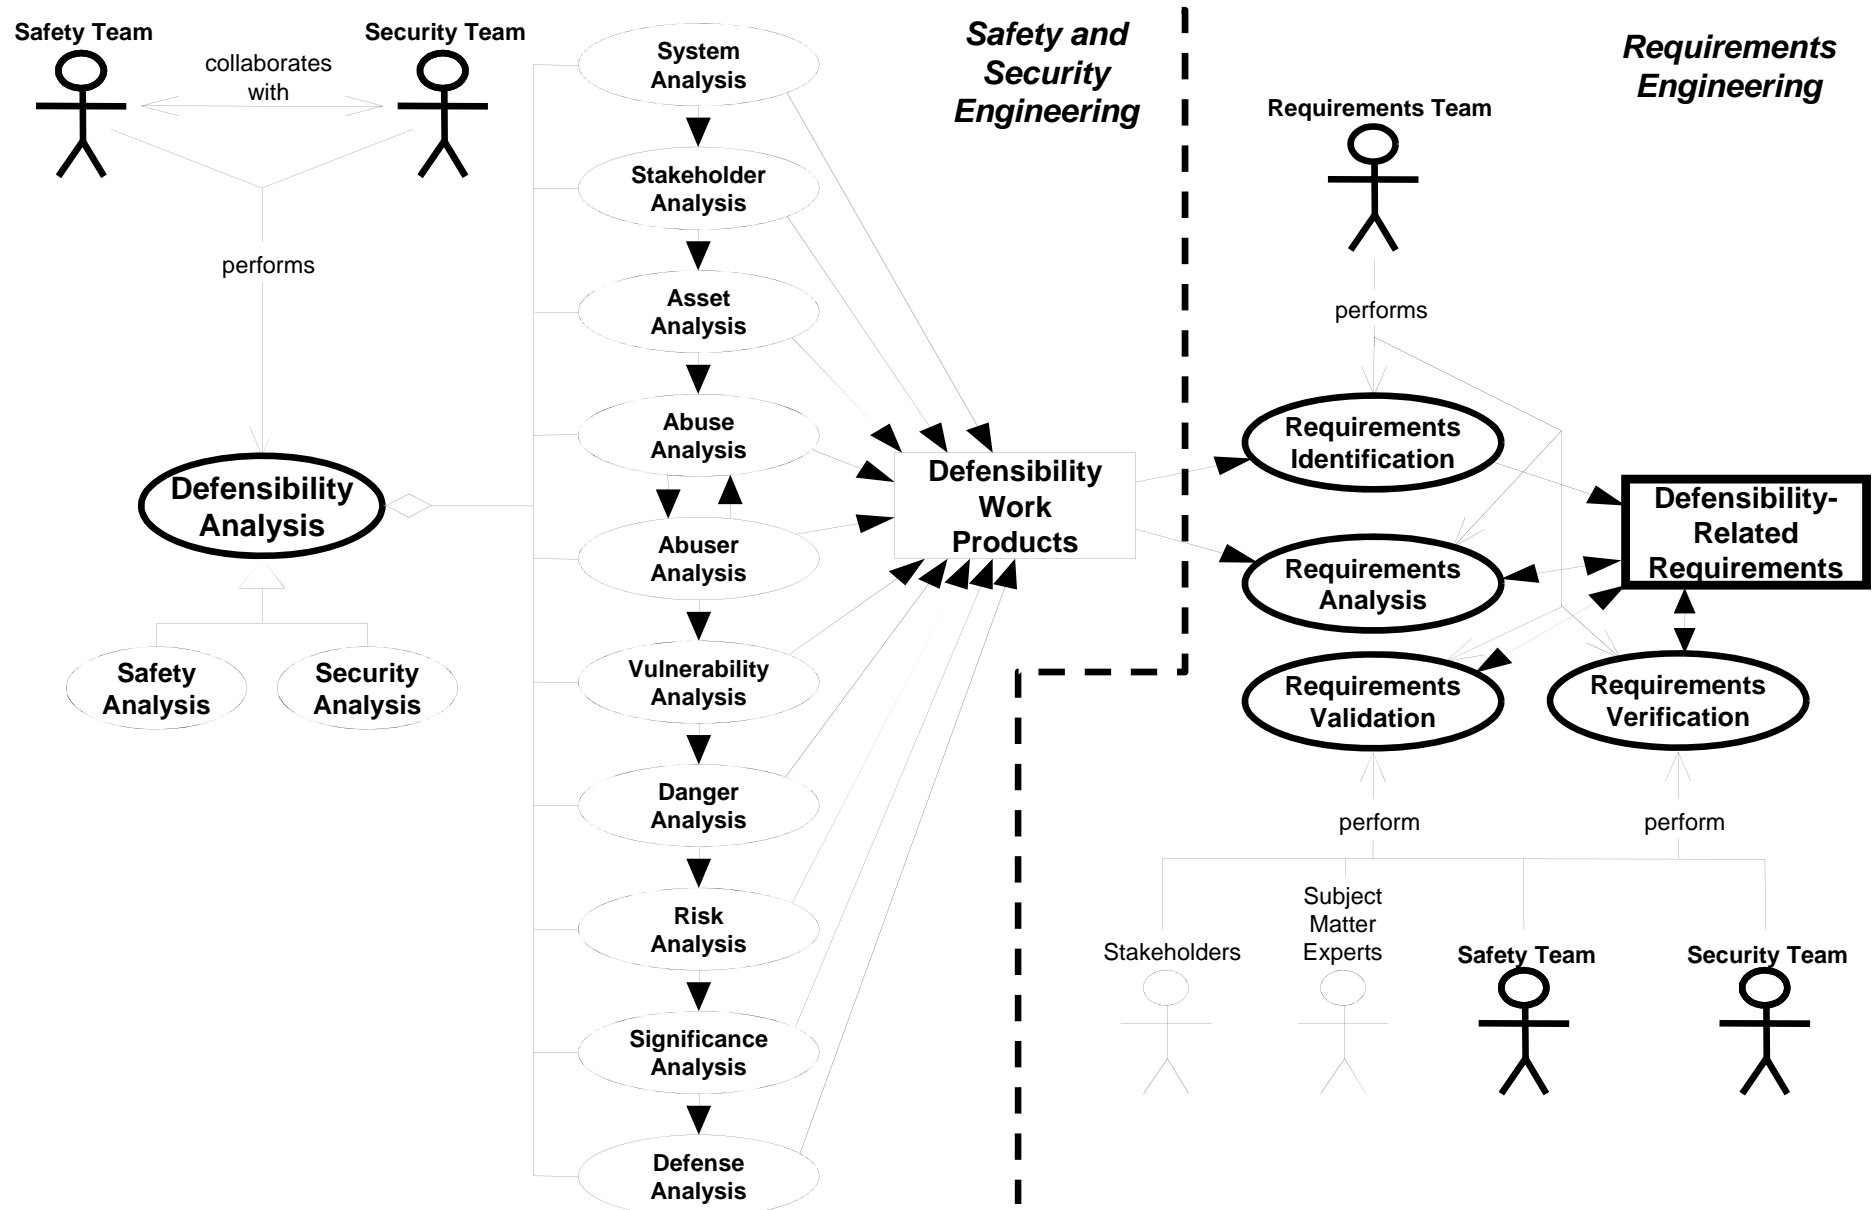 Safety Team
Security Team
collaborates
with
performs
Defensibility
Analysis
Safety
Analysis
Security
Analysis
System
Analysis
Stakeholder
Analysis
Asset
Analysis
Abuse
Analysis
Abuser
Analysis
Vulnerability
Analysis
Danger
Analysis
Risk
Analysis
Significance
Analysis
Defense
Analysis
Safety and
Security
Engineering
Defensibility
Work
Products
Requirements
Engineering
Requirements Team
performs
Requirements
Identification
Requirements
Analysis
Defensibility-
Related
Requirements
Requirements
Validation
Requirements
Verification
perform
perform
Stakeholders
Subject
Matter
Experts
Safety Team
Security Team